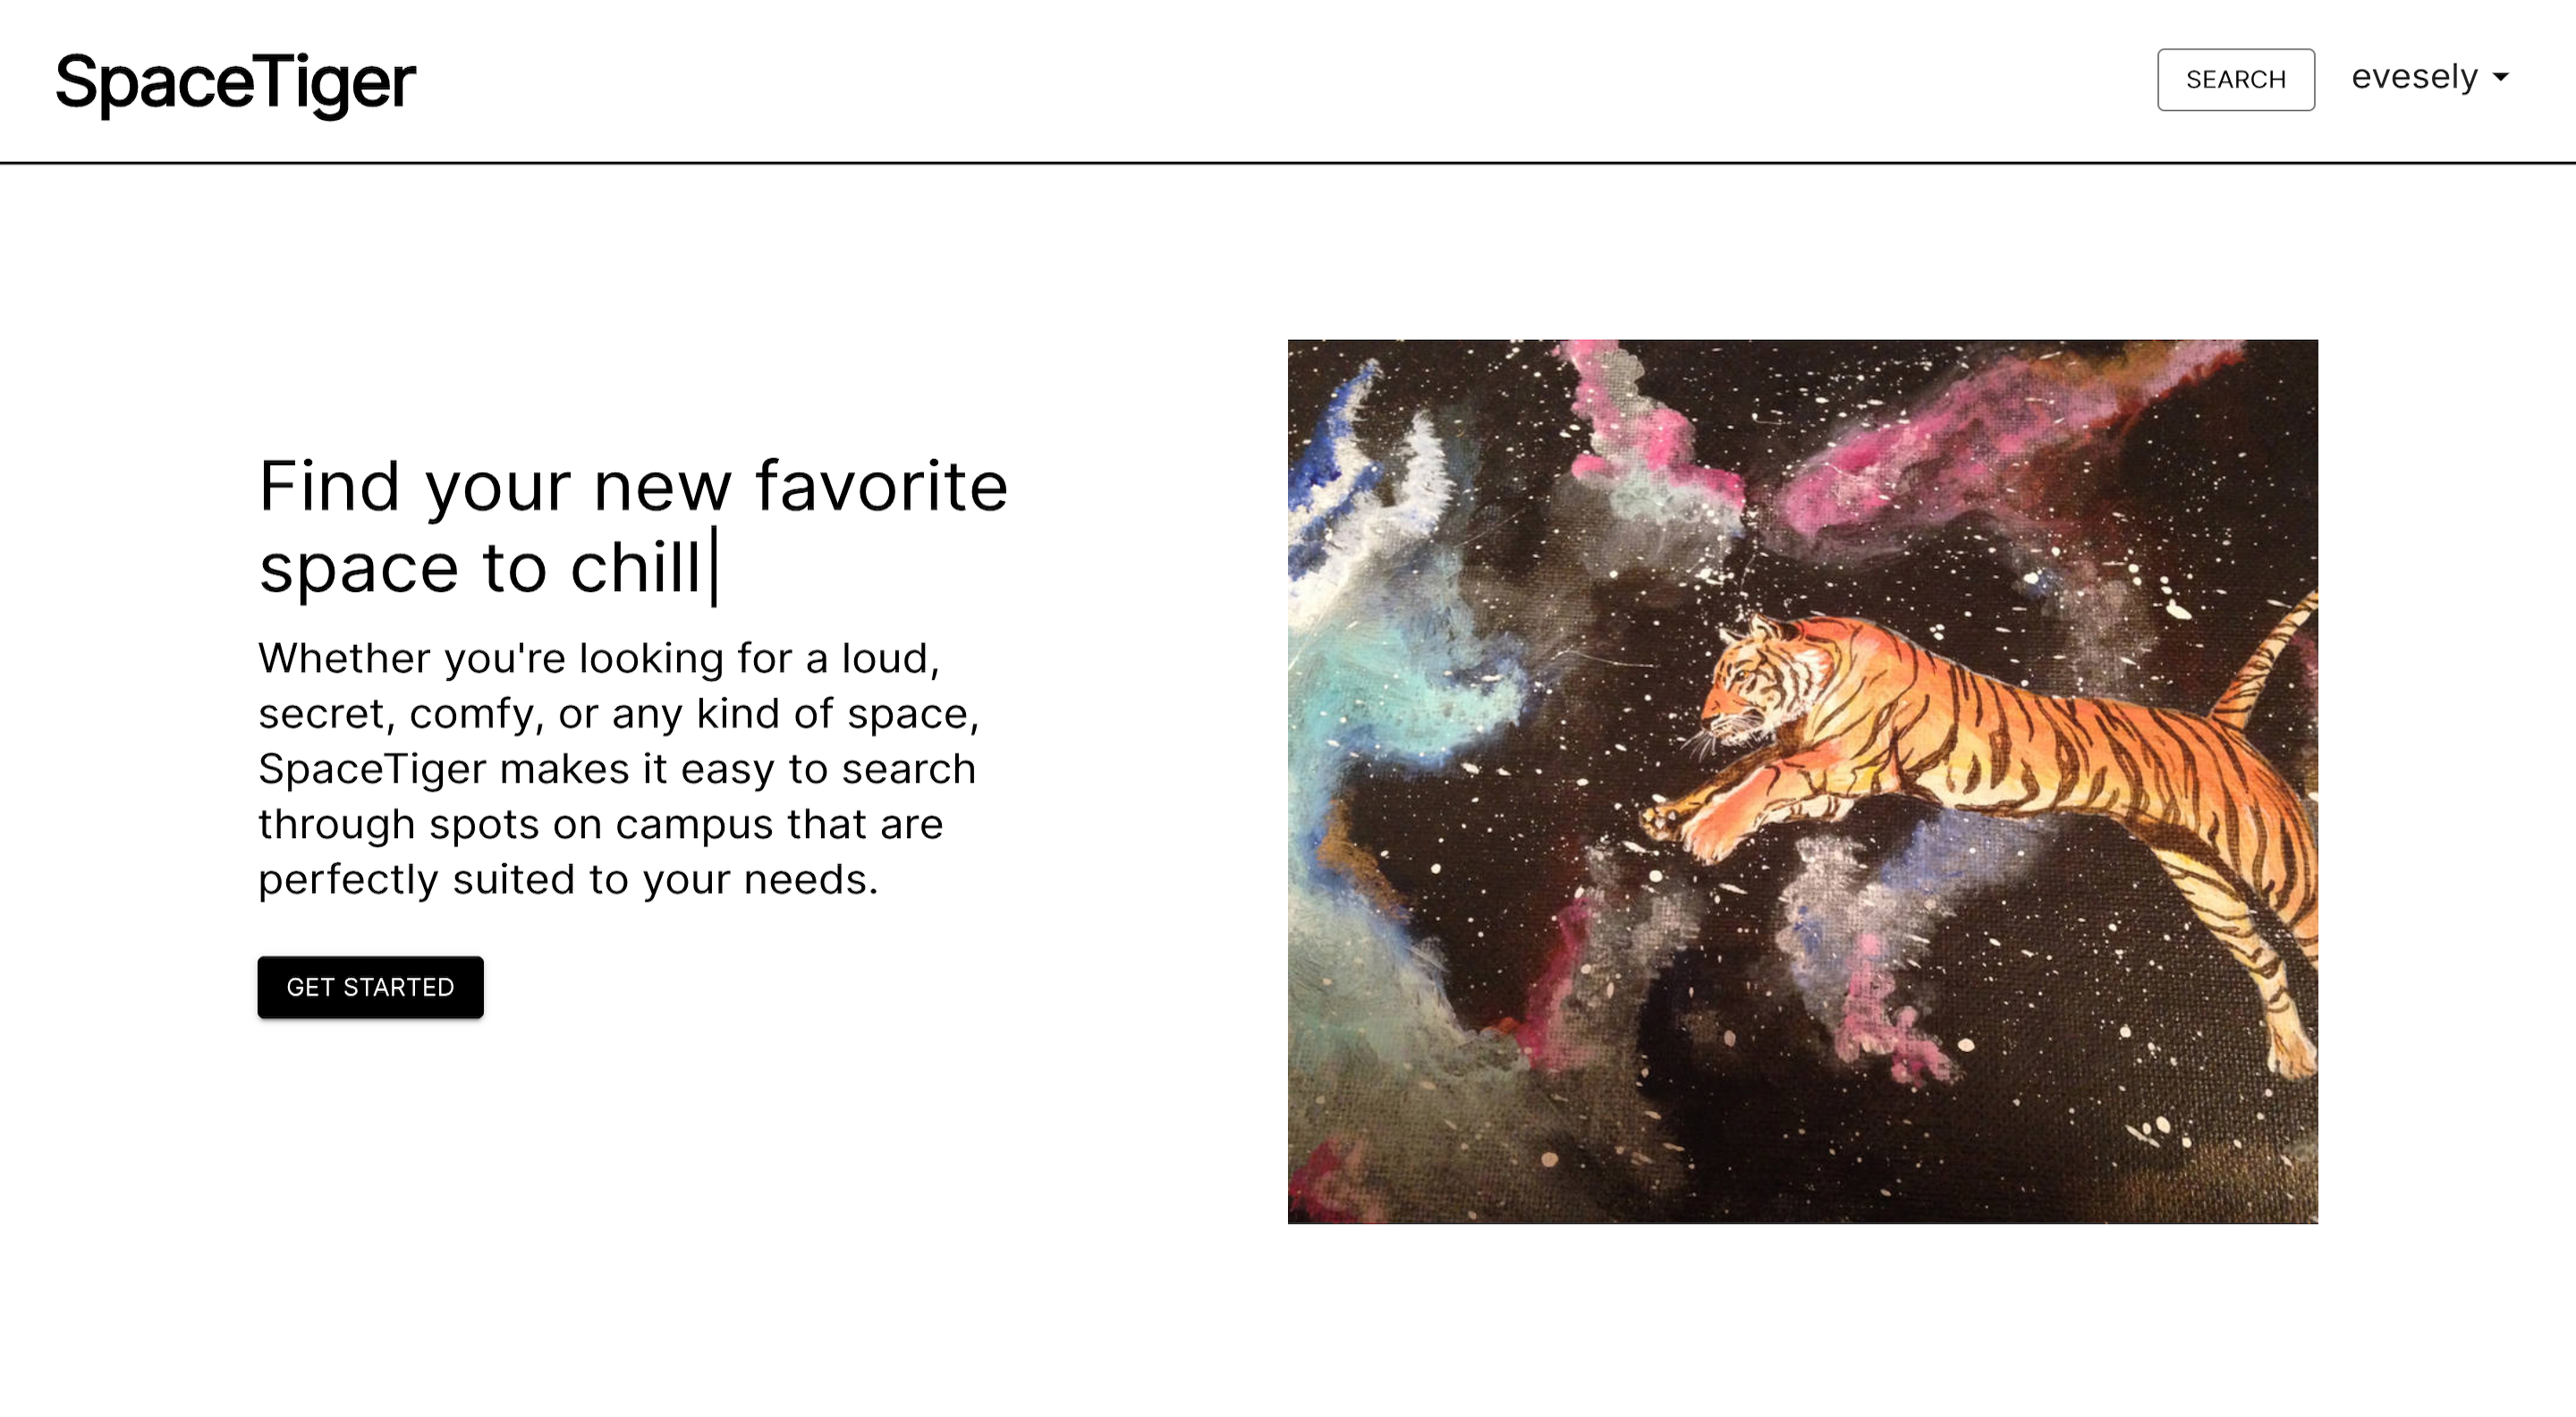 SpaceTiger
SEARCH
evesely
Find your new favorite
space to chill
Whether you're looking for a loud,
secret, comfy, or any kind of space,
SpaceTiger makes it easy to search
through spots on campus that are
perfectly suited to your needs.
GET STARTED